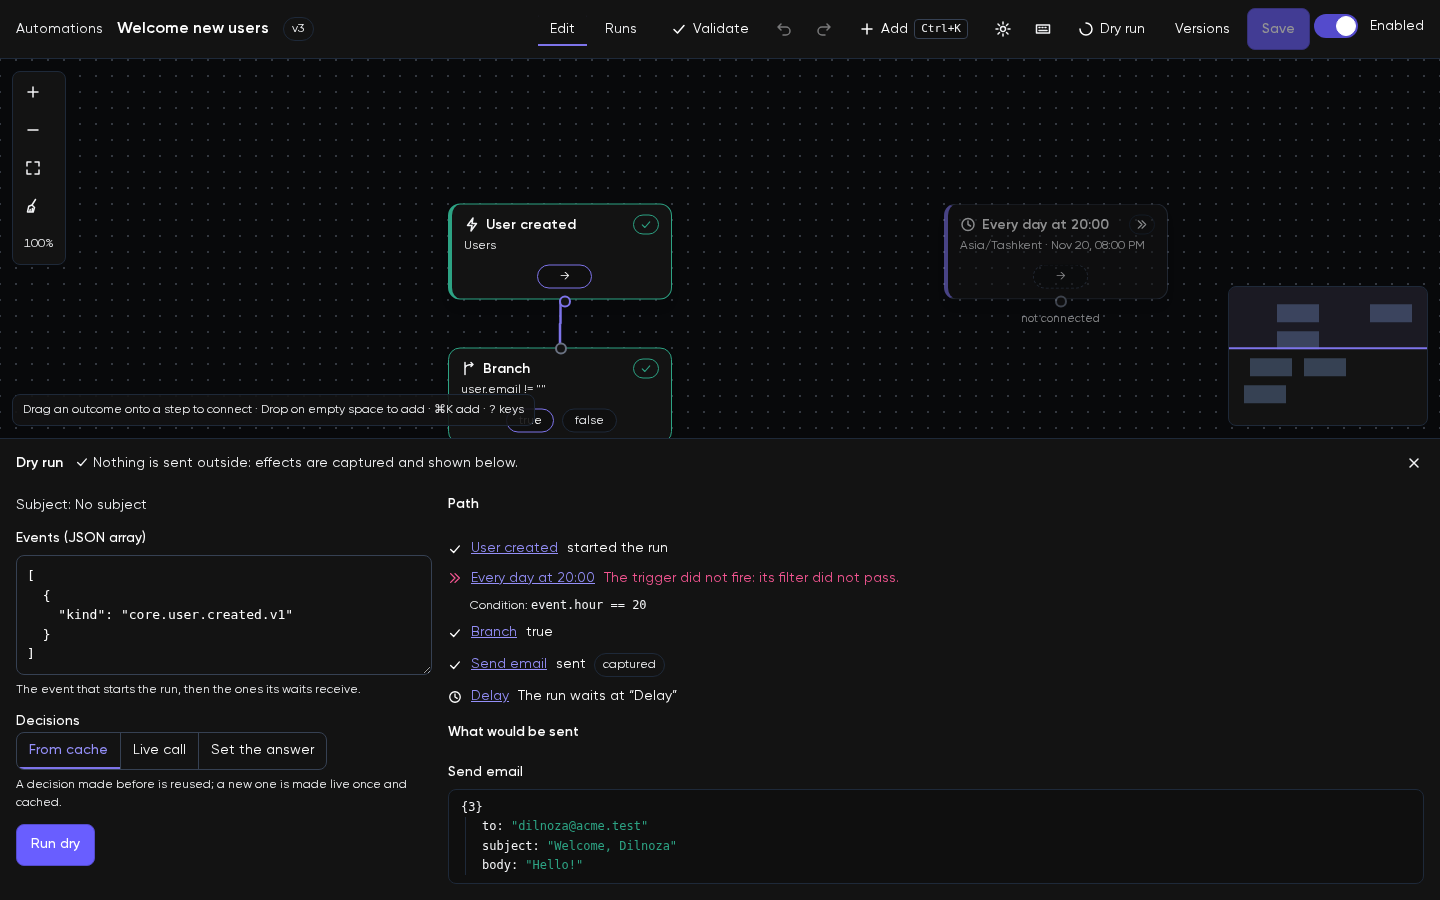 Automations Welcome new users v3 Edit Runs Validate Add Ctrl+K Dry run Versions Save Enabled
100%
User created
Users
→
Every day at 20:00
Asia/Tashkent · Nov 20, 08:00 PM
→
not connected
Branch
user.email != ""
true false
Drag an outcome onto a step to connect · Drop on empty space to add · ⌘K add · ? keys
Dry run Nothing is sent outside: effects are captured and shown below.
Subject: No subject
Events (JSON array)
[
{
"kind": "core.user.created.v1"
}
]
The event that starts the run, then the ones its waits receive.
Decisions
From cache Live call Set the answer
A decision made before is reused; a new one is made live once and
cached.
Run dry
Path
User created started the run
Every day at 20:00 The trigger did not fire: its filter did not pass.
Condition: event.hour == 20
Branch true
Send email sent captured
Delay The run waits at “Delay”
What would be sent
Send email
{3}
to: "dilnoza@acme.test"
subject: "Welcome, Dilnoza"
body: "Hello!"